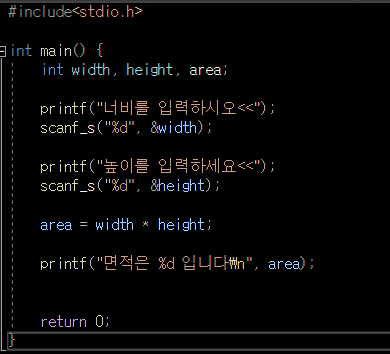 #include<stdio.h>
int main() {
int width, height, area;
printf("너비를 입력하시오<<");
scanf_s("%d", &width);
printf("높이를 입력하세요<<");
scanf_s("%d", &height);
area = width * height;
printf("면적은 %d 입니다₩n", area);
return 0;
}